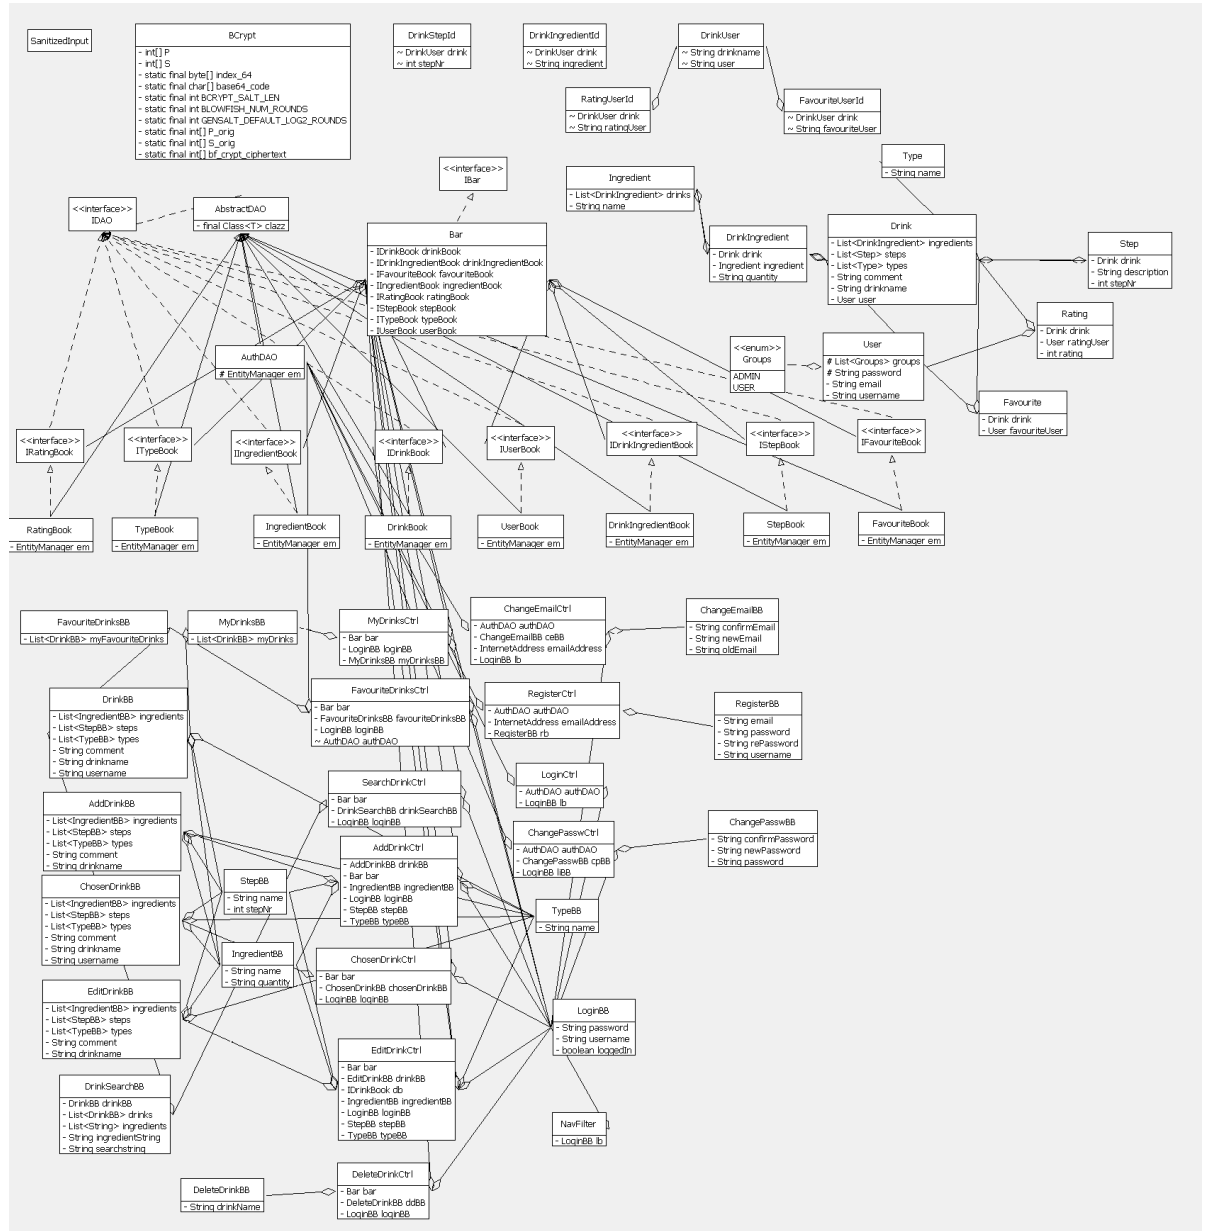 SanitizedInput
BCrypt
- int[] P
- int[] S
- static final byte[] index_64
- static final char[] base64_code
- static final int BCRYPT_SALT_LEN
- static final int BLOWFISH_NUM_ROUNDS
- static final int GENSALT_DEFAULT_LOG2_ROUNDS
- static final int[] P_orig
- static final int[] S_orig
- static final int[] bf_crypt_ciphertext
DrinkStepId
~ DrinkUser drink
~ int stepNr
DrinkIngredientId
~ DrinkUser drink
~ String ingredient
DrinkUser
~ String drinkname
~ String user
RatingUserId
~ DrinkUser drink
~ String ratingUser
FavouriteUserId
~ DrinkUser drink
~ String favouriteUser
Type
- String name
<<interface>>
IBar
Ingredient
- List<DrinkIngredient> drinks
- String name
<<interface>>
IDAO
AbstractDAO
- final Class<T> clazz
Bar
- IDrinkBook drinkBook
- IDrinkIngredientBook drinkIngredientBook
- IFavouriteBook favouriteBook
- IIngredientBook ingredientBook
- IRatingBook ratingBook
- IStepBook stepBook
- ITypeBook typeBook
- IUserBook userBook
DrinkIngredient
- Drink drink
- Ingredient ingredient
- String quantity
Drink
- List<DrinkIngredient> ingredients
- List<Step> steps
- List<Type> types
- String comment
- String drinkname
- User user
Step
- Drink drink
- String description
- int stepNr
Rating
- Drink drink
- User ratingUser
- int rating
AuthDAO
# EntityManager em
<<enum>>
Groups
ADMIN
USER
User
# List<Groups> groups
# String password
- String email
- String username
Favourite
- Drink drink
- User favouriteUser
<<interface>>
IRatingBook
<<interface>>
ITypeBook
<<interface>>
IIngredientBook
<<interface>>
IDrinkBook
<<interface>>
IUserBook
<<interface>>
IDrinkIngredientBook
<<interface>>
IStepBook
<<interface>>
IFavouriteBook
RatingBook
- EntityManager em
TypeBook
- EntityManager em
IngredientBook
- EntityManager em
DrinkBook
- EntityManager em
UserBook
- EntityManager em
DrinkIngredientBook
- EntityManager em
StepBook
- EntityManager em
FavouriteBook
- EntityManager em
FavouriteDrinksBB
- List<DrinkBB> myFavouriteDrinks
MyDrinksBB
- List<DrinkBB> myDrinks
MyDrinksCtrl
- Bar bar
- LoginBB loginBB
- MyDrinksBB myDrinksBB
ChangeEmailCtrl
- AuthDAO authDAO
- ChangeEmailBB ceBB
- InternetAddress emailAddress
- LoginBB lb
ChangeEmailBB
- String confirmEmail
- String newEmail
- String oldEmail
DrinkBB
- List<IngredientBB> ingredients
- List<StepBB> steps
- List<TypeBB> types
- String comment
- String drinkname
- String username
FavouriteDrinksCtrl
- Bar bar
- FavouriteDrinksBB favouriteDrinksBB
- LoginBB loginBB
~ AuthDAO authDAO
RegisterCtrl
- AuthDAO authDAO
- InternetAddress emailAddress
- RegisterBB rb
RegisterBB
- String email
- String password
- String rePassword
- String username
SearchDrinkCtrl
- Bar bar
- DrinkSearchBB drinkSearchBB
- LoginBB loginBB
LoginCtrl
- AuthDAO authDAO
- LoginBB lb
AddDrinkBB
- List<IngredientBB> ingredients
- List<StepBB> steps
- List<TypeBB> types
- String comment
- String drinkname
AddDrinkCtrl
- AddDrinkBB drinkBB
- Bar bar
- IngredientBB ingredientBB
- LoginBB loginBB
- StepBB stepBB
- TypeBB typeBB
ChangePasswCtrl
- AuthDAO authDAO
- ChangePasswBB cpBB
- LoginBB liBB
ChangePasswBB
- String confirmPassword
- String newPassword
- String password
ChosenDrinkBB
- List<IngredientBB> ingredients
- List<StepBB> steps
- List<TypeBB> types
- String comment
- String drinkname
- String username
StepBB
- String name
- int stepNr
TypeBB
- String name
IngredientBB
- String name
- String quantity
ChosenDrinkCtrl
- Bar bar
- ChosenDrinkBB chosenDrinkBB
- LoginBB loginBB
EditDrinkBB
- List<IngredientBB> ingredients
- List<StepBB> steps
- List<TypeBB> types
- String comment
- String drinkname
LoginBB
- String password
- String username
- boolean loggedIn
EditDrinkCtrl
- Bar bar
- EditDrinkBB drinkBB
- IDrinkBook db
- IngredientBB ingredientBB
- LoginBB loginBB
- StepBB stepBB
- TypeBB typeBB
DrinkSearchBB
- DrinkBB drinkBB
- List<DrinkBB> drinks
- List<String> ingredients
- String ingredientString
- String searchstring
NavFilter
- LoginBB lb
DeleteDrinkBB
- String drinkName
DeleteDrinkCtrl
- Bar bar
- DeleteDrinkBB ddBB
- LoginBB loginBB